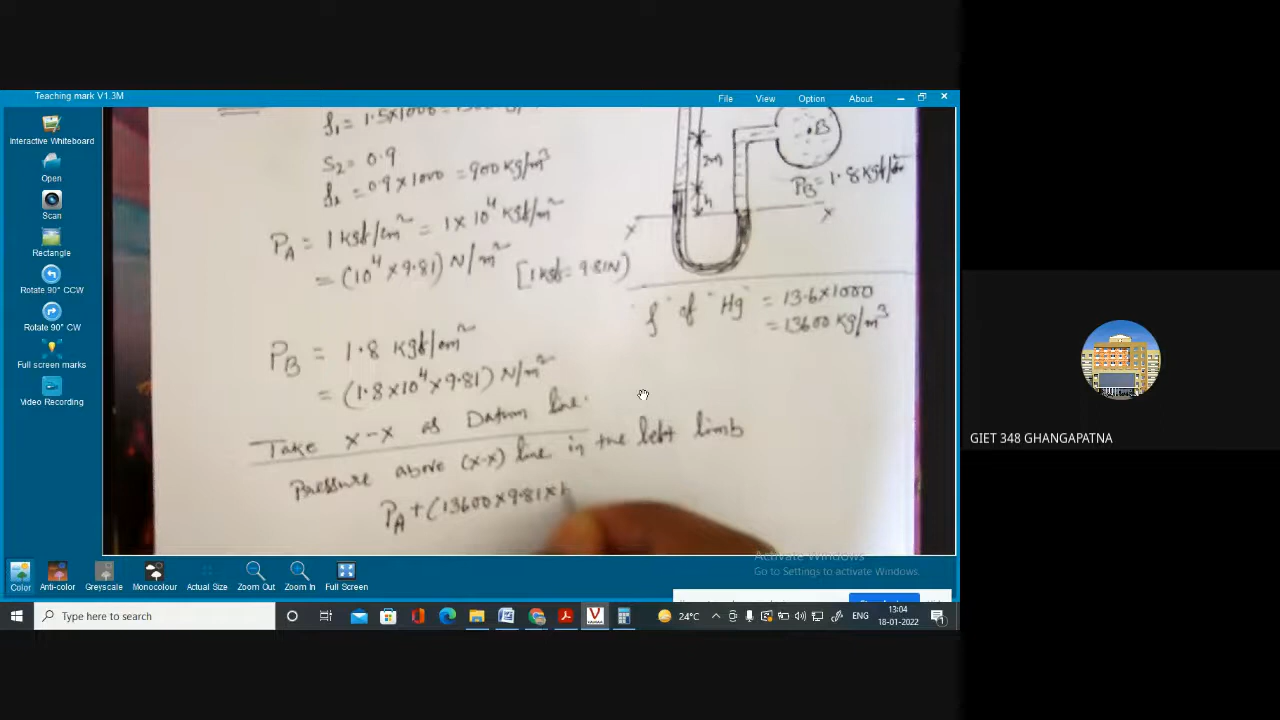 Teaching mark V1.3M
File View Option About
Interactive Whiteboard
Open
Scan
Rectangle
Rotate 90° CCW
Rotate 90° CW
Full screen marks
Video Recording
S₂ = 0.9
= 0.9×1000 = 900 kg/m³
P_A = 1 kgf/cm² = 1×10⁴ kgf/m²
= (10⁴ × 9.81) N/m² [1 kgf = 9.81N]
P_B = 1.8 kgf/cm²
= (1.8×10⁴×9.81) N/m²
Take x-x as Datum line.
Pressure above (x-x) line in the left limb
P_A + (13600×9.81×h
B
2m
h
P_B = 1.8 kgf/cm²
X X
ρ of "Hg" = 13.6×1000
= 13600 kg/m³
GIET 348 GHANGAPATNA
Activate Windows
Go to Settings to activate Windows.
Color Anti-color Greyscale Monocolour Actual Size Zoom Out Zoom In Full Screen
Type here to search
24°C
ENG
13:04
18-01-2022